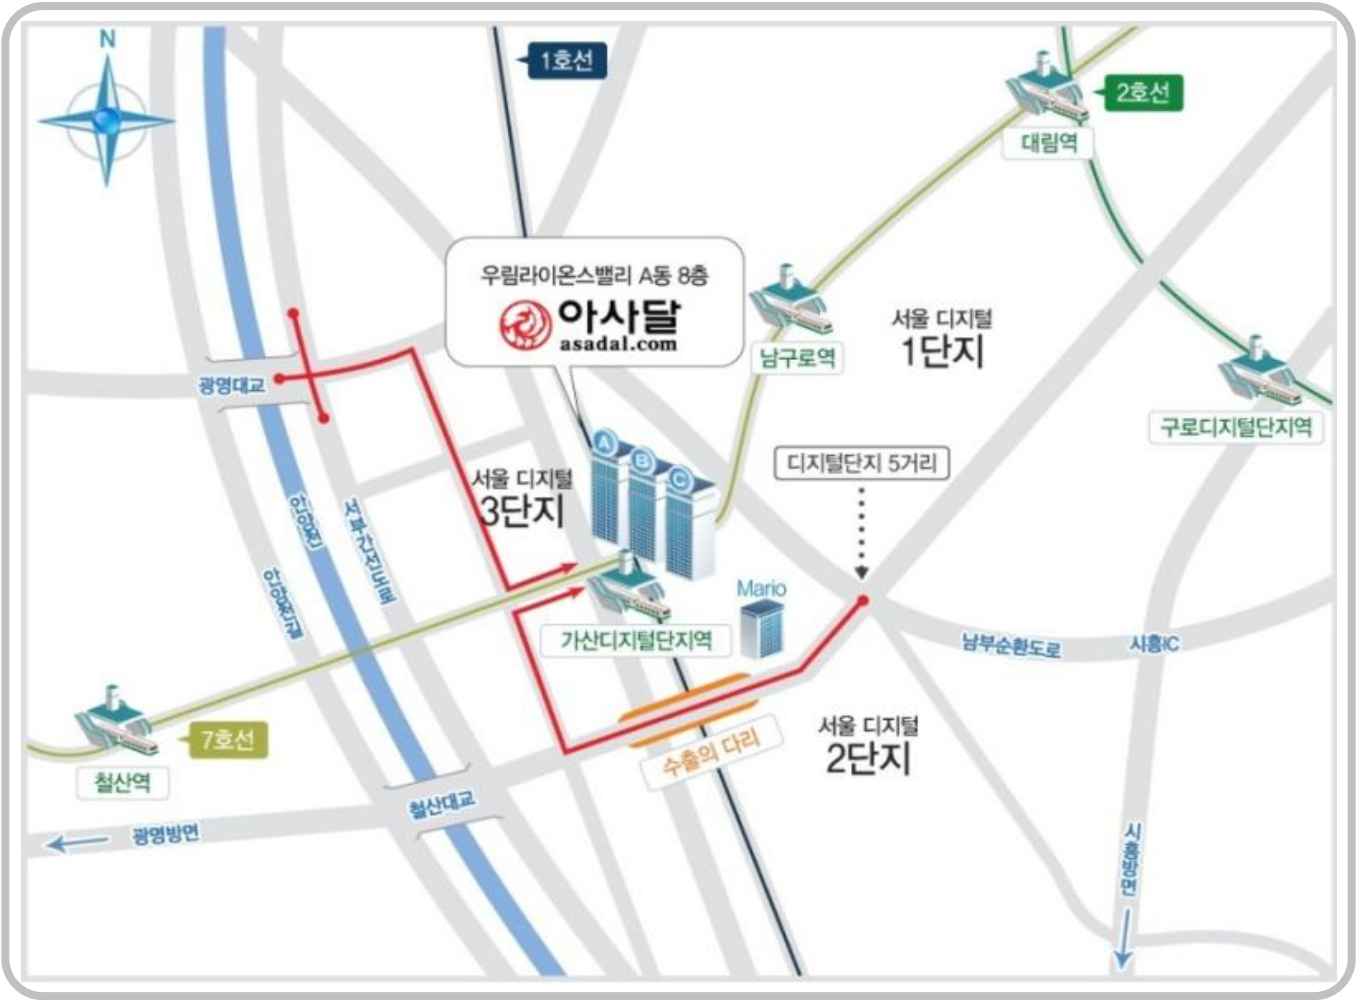 N
1호선
2호선
대림역
우림라이온스밸리 A동 8층
아사달
asadal.com
서울 디지털
1단지
남구로역
광명대교
구로디지털단지역
A
B
C
디지털단지 5거리
서울 디지털
3단지
안양천
서부간선도로
안양천길
Mario
가산디지털단지역
남부순환도로
시흥IC
7호선
철산역
수출의 다리
서울 디지털
2단지
철산대교
광명방면
시흥방면